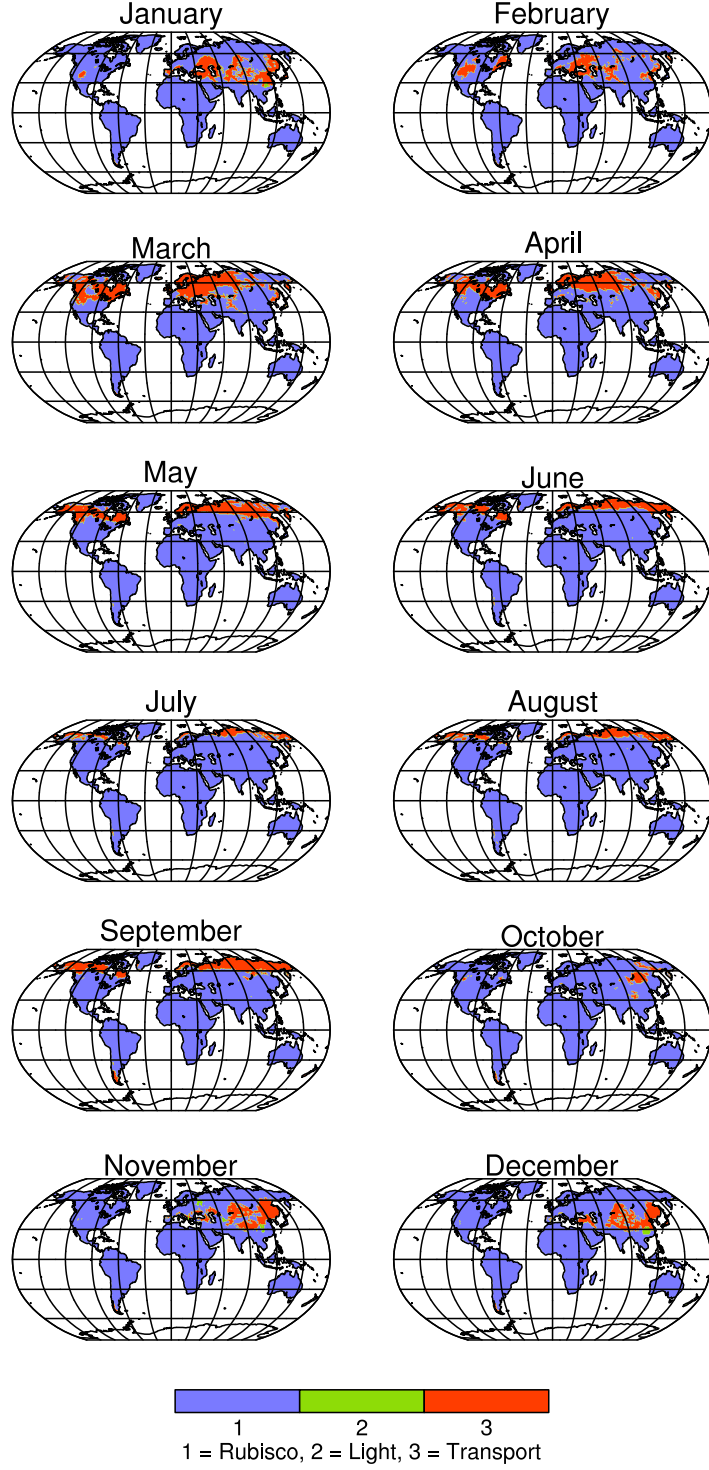 January
February
March
April
May
June
July
August
September
October
November
December
1
2
3
1 = Rubisco, 2 = Light, 3 = Transport